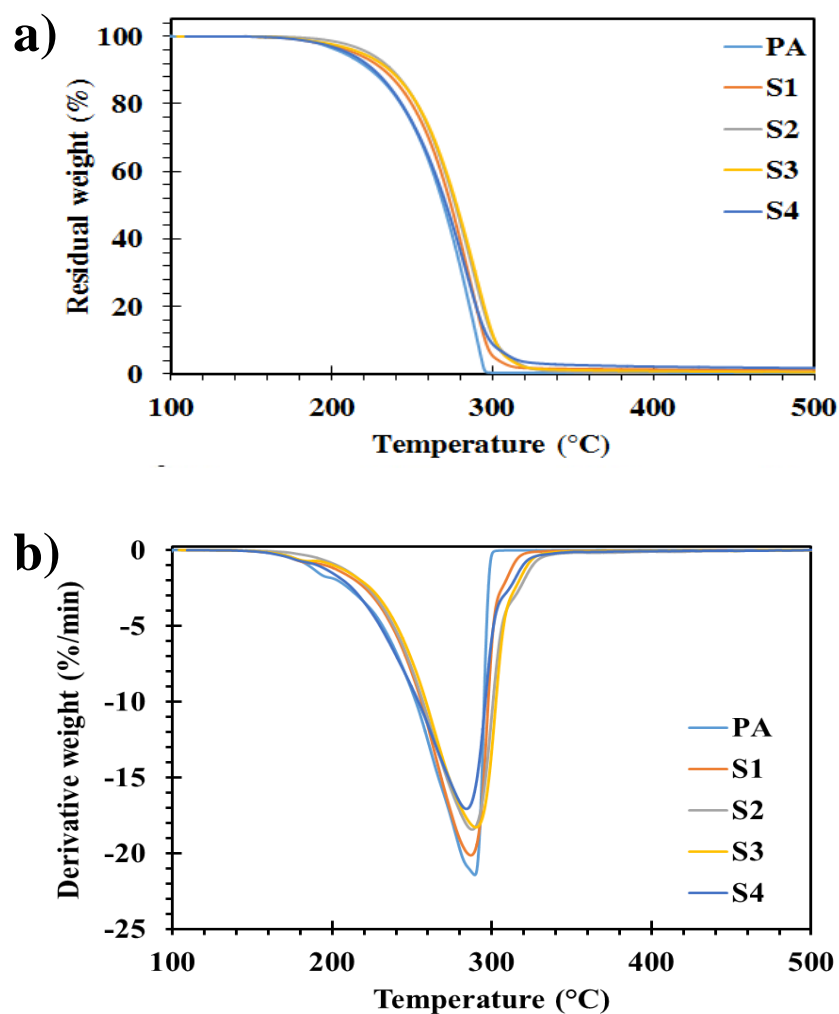 a)
100
80
60
40
20
0
Residual weight (%)
PA
S1
S2
S3
S4
100 200 300 400 500
Temperature (°C)
b)
0
-5
-10
-15
-20
-25
Derivative weight (%/min)
PA
S1
S2
S3
S4
100 200 300 400 500
Temperature (°C)